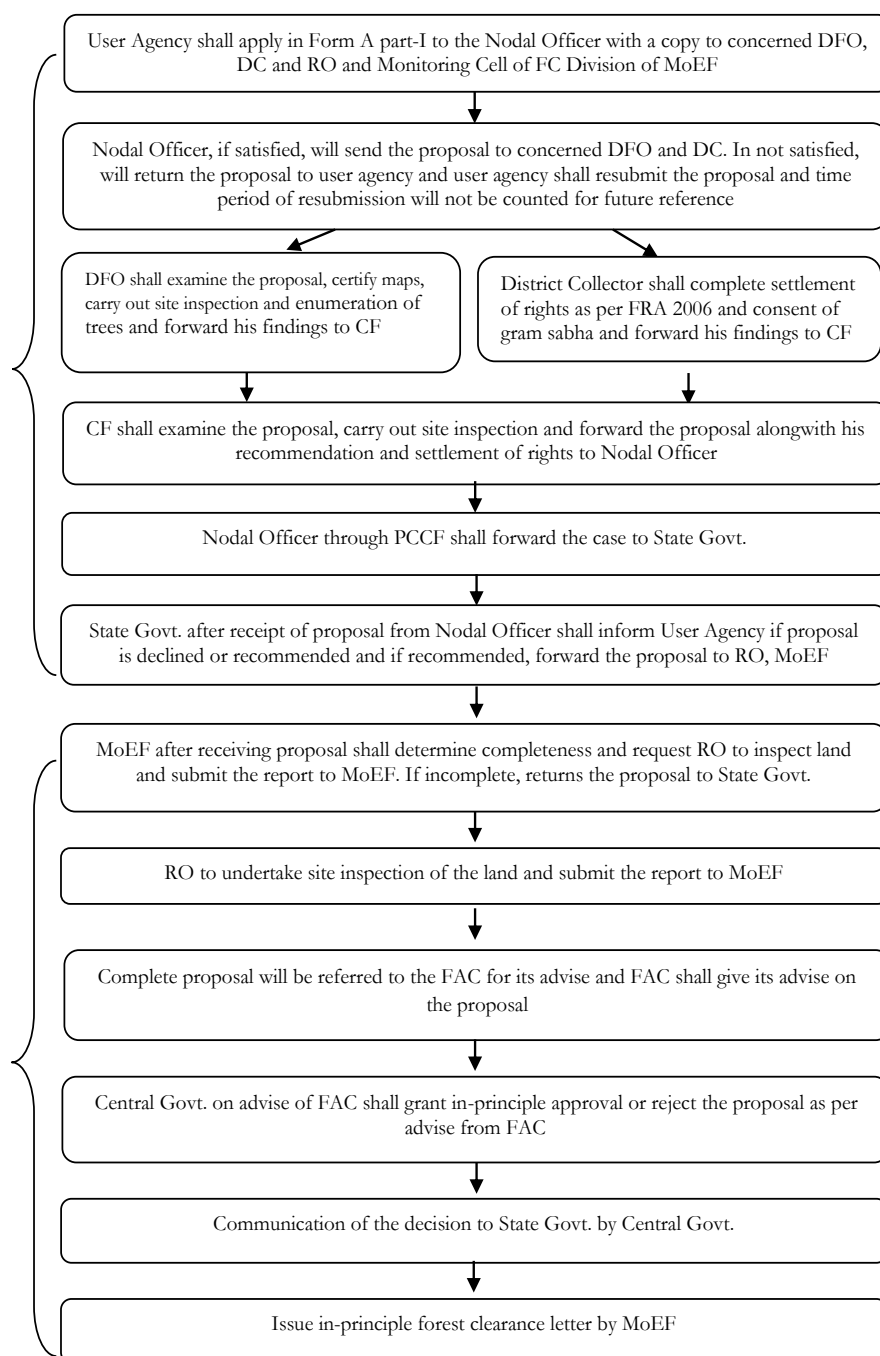 User Agency shall apply in Form A part-I to the Nodal Officer with a copy to concerned DFO,
DC and RO and Monitoring Cell of FC Division of MoEF
Nodal Officer, if satisfied, will send the proposal to concerned DFO and DC. In not satisfied,
will return the proposal to user agency and user agency shall resubmit the proposal and time
period of resubmission will not be counted for future reference
DFO shall examine the proposal, certify maps,
carry out site inspection and enumeration of
trees and forward his findings to CF
District Collector shall complete settlement
of rights as per FRA 2006 and consent of
gram sabha and forward his findings to CF
CF shall examine the proposal, carry out site inspection and forward the proposal alongwith his
recommendation and settlement of rights to Nodal Officer
Nodal Officer through PCCF shall forward the case to State Govt.
State Govt. after receipt of proposal from Nodal Officer shall inform User Agency if proposal
is declined or recommended and if recommended, forward the proposal to RO, MoEF
MoEF after receiving proposal shall determine completeness and request RO to inspect land
and submit the report to MoEF. If incomplete, returns the proposal to State Govt.
RO to undertake site inspection of the land and submit the report to MoEF
Complete proposal will be referred to the FAC for its advise and FAC shall give its advise on
the proposal
Central Govt. on advise of FAC shall grant in-principle approval or reject the proposal as per
advise from FAC
Communication of the decision to State Govt. by Central Govt.
Issue in-principle forest clearance letter by MoEF